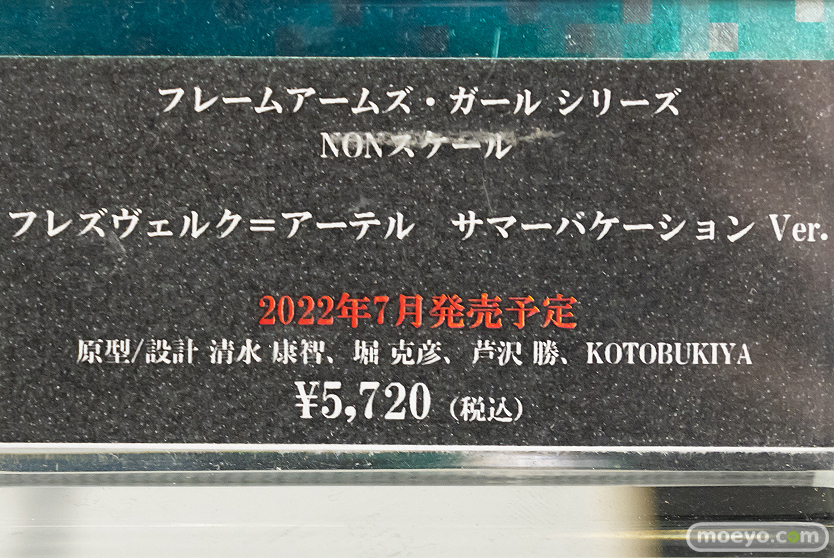 フレームアームズ・ガール シリーズ
NONスケール
フレズヴェルク＝アーテル　サマーバケーション Ver.
2022年7月発売予定
原型/設計 清水 康智、堀 克彦、芦沢 勝、KOTOBUKIYA
¥5,720（税込）
moeyo.com